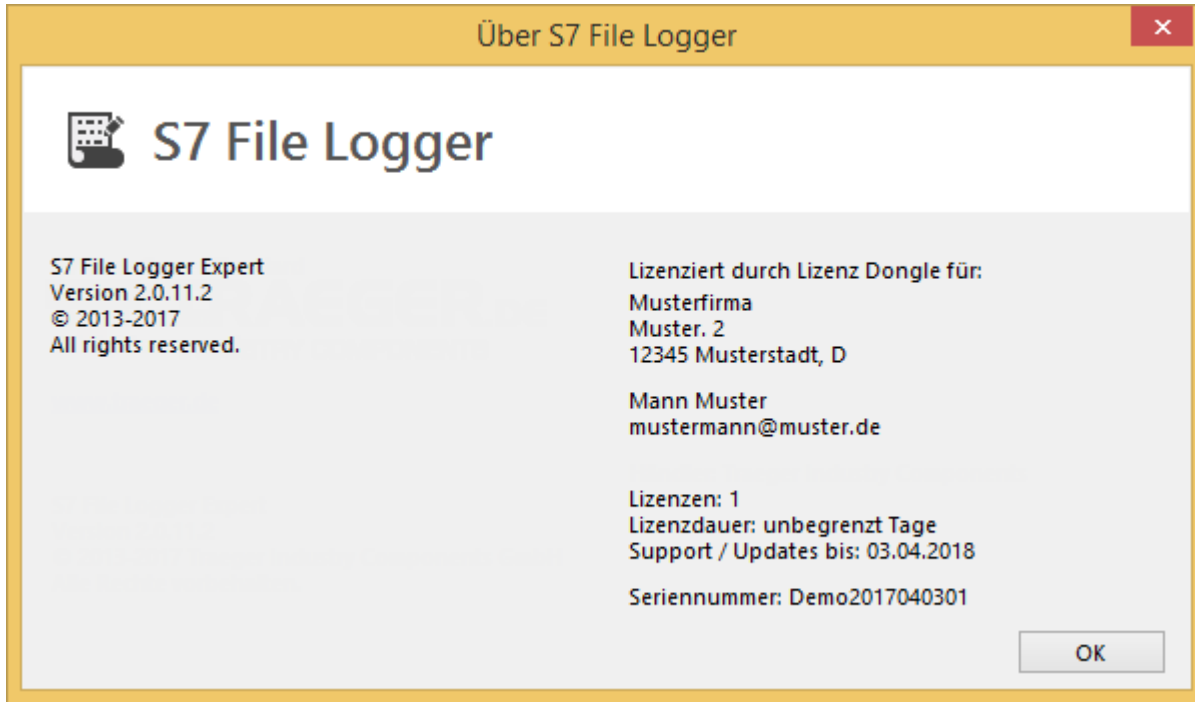 Über S7 File Logger
S7 File Logger
S7 File Logger Expert
Version 2.0.11.2
© 2013-2017
All rights reserved.
Lizenziert durch Lizenz Dongle für:
Musterfirma
Muster. 2
12345 Musterstadt, D
Mann Muster
mustermann@muster.de
Lizenzen: 1
Lizenzdauer: unbegrenzt Tage
Support / Updates bis: 03.04.2018
Seriennummer: Demo2017040301
OK